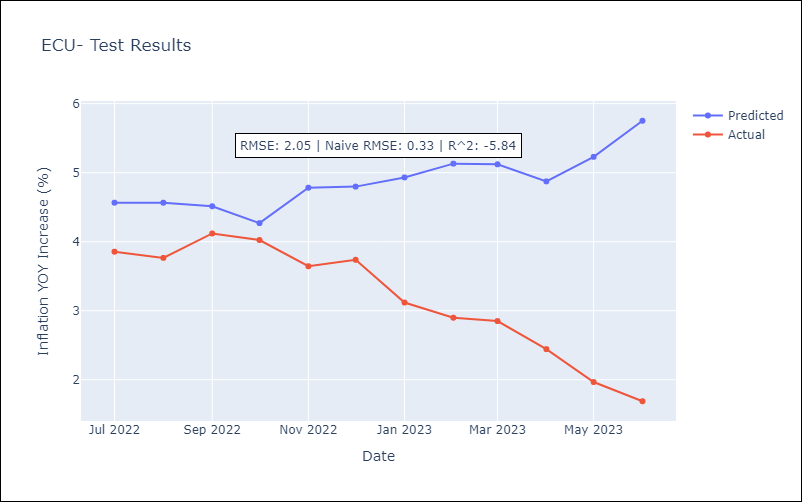 ECU- Test Results
6
5
4
3
2
Inflation YOY Increase (%)
RMSE: 2.05 | Naive RMSE: 0.33 | R^2: -5.84
Predicted
Actual
Jul 2022
Sep 2022
Nov 2022
Jan 2023
Mar 2023
May 2023
Date